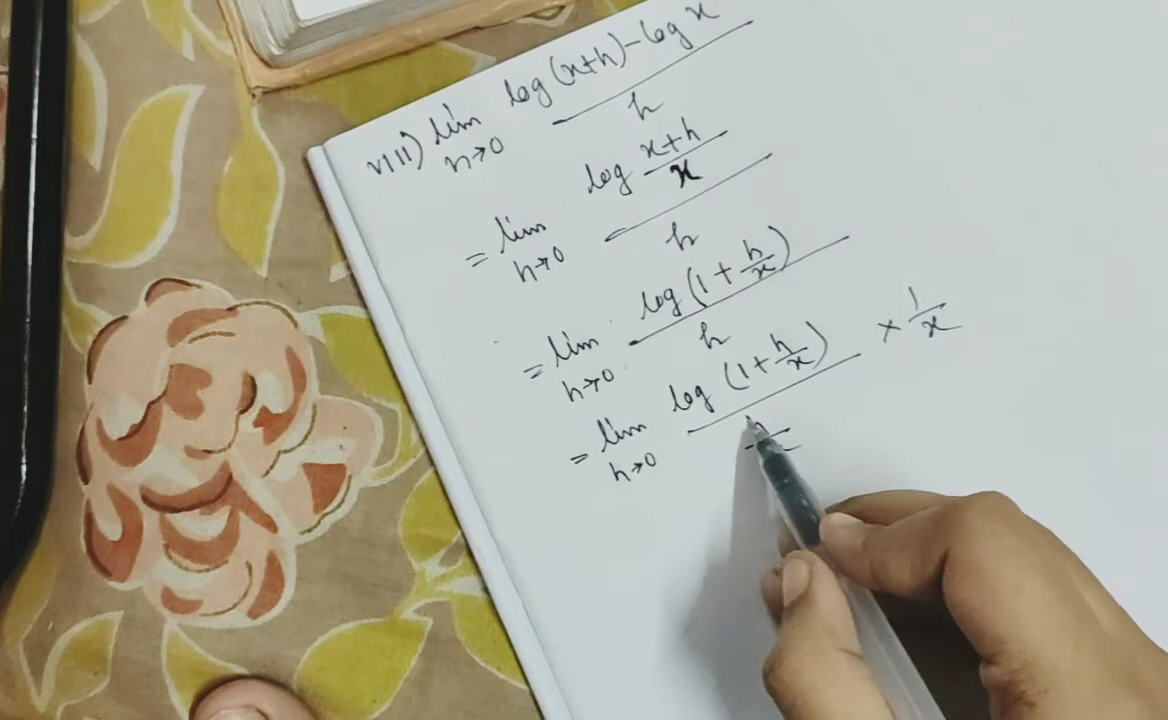 viii) lim h→0 log(x+h)-log x / h
= lim h→0 log x+h/x / h
= lim h→0 log(1+h/x) / h
= lim h→0 log(1+h/x) / h × 1/x